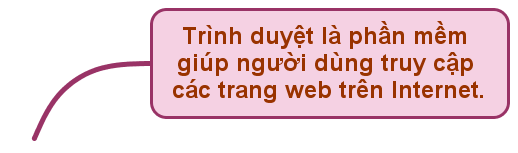 Trình duyệt là phần mềm
giúp người dùng truy cập
các trang web trên Internet.